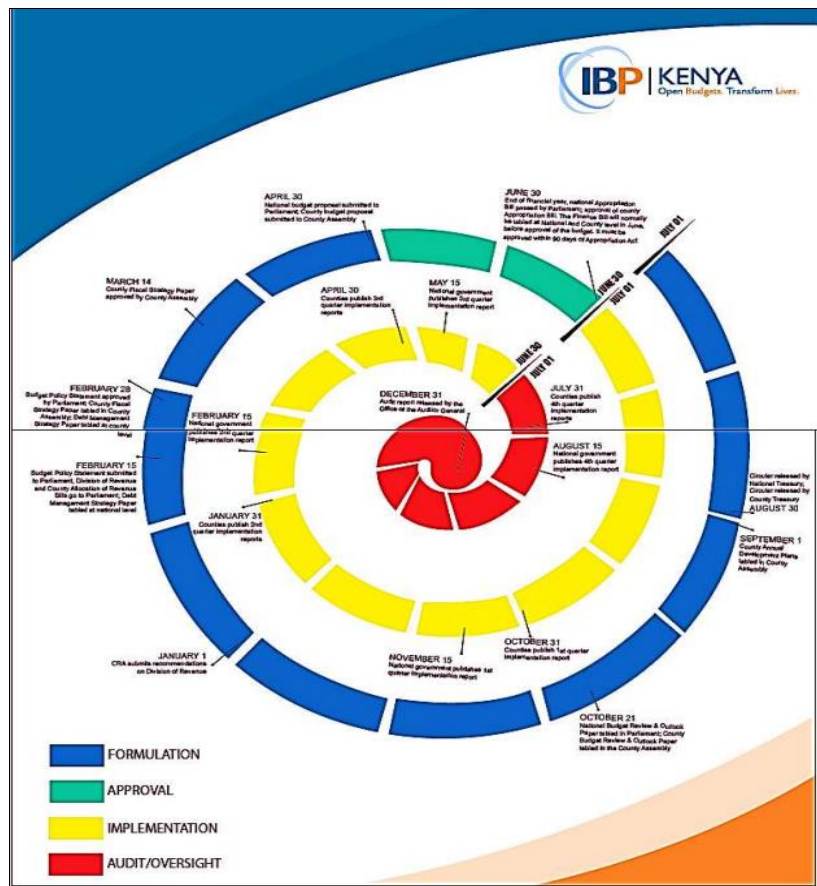 IBP | KENYA
Open Budgets. Transform Lives.
APRIL 30
National budget proposal submitted to
Parliament; County budget proposal
submitted to County Assembly
JUNE 30
End of financial year, national Appropriation
Bill passed by Parliament; approval of county
Appropriation Bill. The Finance Bill will normally
be tabled at National and County level in June,
before approval of the budget. It must be
approved within 90 days of Appropriation Act
JULY 01
JUNE 30
JULY 01
MARCH 14
County Fiscal Strategy Paper
approved by County Assembly
APRIL 30
Counties publish 3rd
quarter implementation
reports
MAY 15
National government
publishes 3rd quarter
implementation report
JUNE 30
JULY 01
FEBRUARY 28
Budget Policy Statement approved
by Parliament; County Fiscal
Strategy Paper tabled in County
Assembly; Debt Management
Strategy Paper tabled at county
level
FEBRUARY 15
National government
publishes 2nd quarter
implementation report
DECEMBER 31
Audit report released by the
Office of the Auditor General
JULY 31
Counties publish
4th quarter
implementation
reports
AUGUST 15
National government
publishes 4th quarter
implementation report
FEBRUARY 15
Budget Policy Statement submitted
to Parliament, Division of Revenue
and County Allocation of Revenue
Bills go to Parliament; Debt
Management Strategy Paper
tabled at national level
JANUARY 31
Counties publish 2nd
quarter implementation
reports
Circular released by
National Treasury;
Circular released by
County Treasury
AUGUST 30
SEPTEMBER 1
County Annual
Development Plans
tabled in County
Assembly
JANUARY 1
CRA submits recommendations
on Division of Revenue
NOVEMBER 15
National government publishes 1st
quarter implementation report
OCTOBER 31
Counties publish 1st quarter
implementation report
OCTOBER 21
National Budget Review & Outlook
Paper tabled in Parliament; County
Budget Review & Outlook Paper
tabled in the County Assembly
FORMULATION
APPROVAL
IMPLEMENTATION
AUDIT/OVERSIGHT